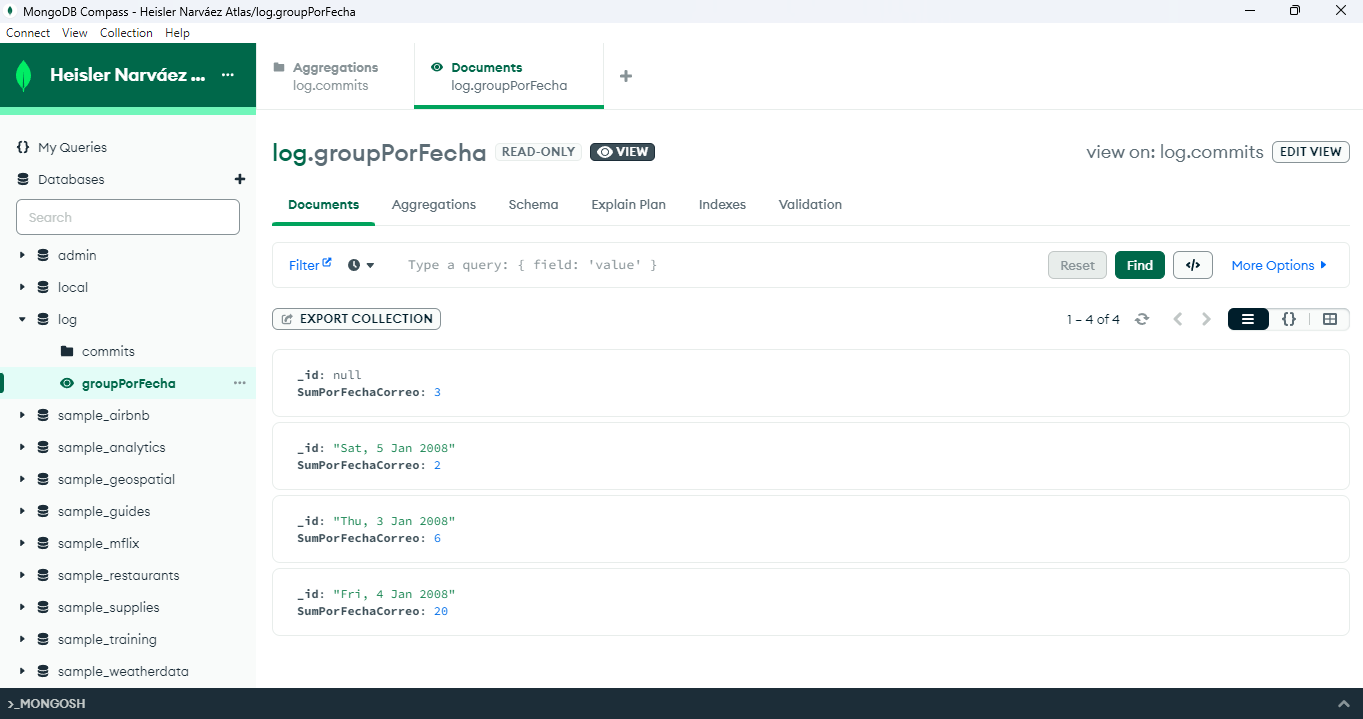 MongoDB Compass - Heisler Narváez Atlas/log.groupPorFecha
Connect View Collection Help
Heisler Narváez ...
Aggregations
log.commits
Documents
log.groupPorFecha
My Queries
Databases
Search
admin
local
log
commits
groupPorFecha
sample_airbnb
sample_analytics
sample_geospatial
sample_guides
sample_mflix
sample_restaurants
sample_supplies
sample_training
sample_weatherdata
log.groupPorFecha READ-ONLY VIEW
view on: log.commits EDIT VIEW
Documents Aggregations Schema Explain Plan Indexes Validation
Filter Type a query: { field: 'value' } Reset Find </> More Options
EXPORT COLLECTION 1 – 4 of 4 {}
_id: null
SumPorFechaCorreo: 3
_id: "Sat, 5 Jan 2008"
SumPorFechaCorreo: 2
_id: "Thu, 3 Jan 2008"
SumPorFechaCorreo: 6
_id: "Fri, 4 Jan 2008"
SumPorFechaCorreo: 20
>_MONGOSH